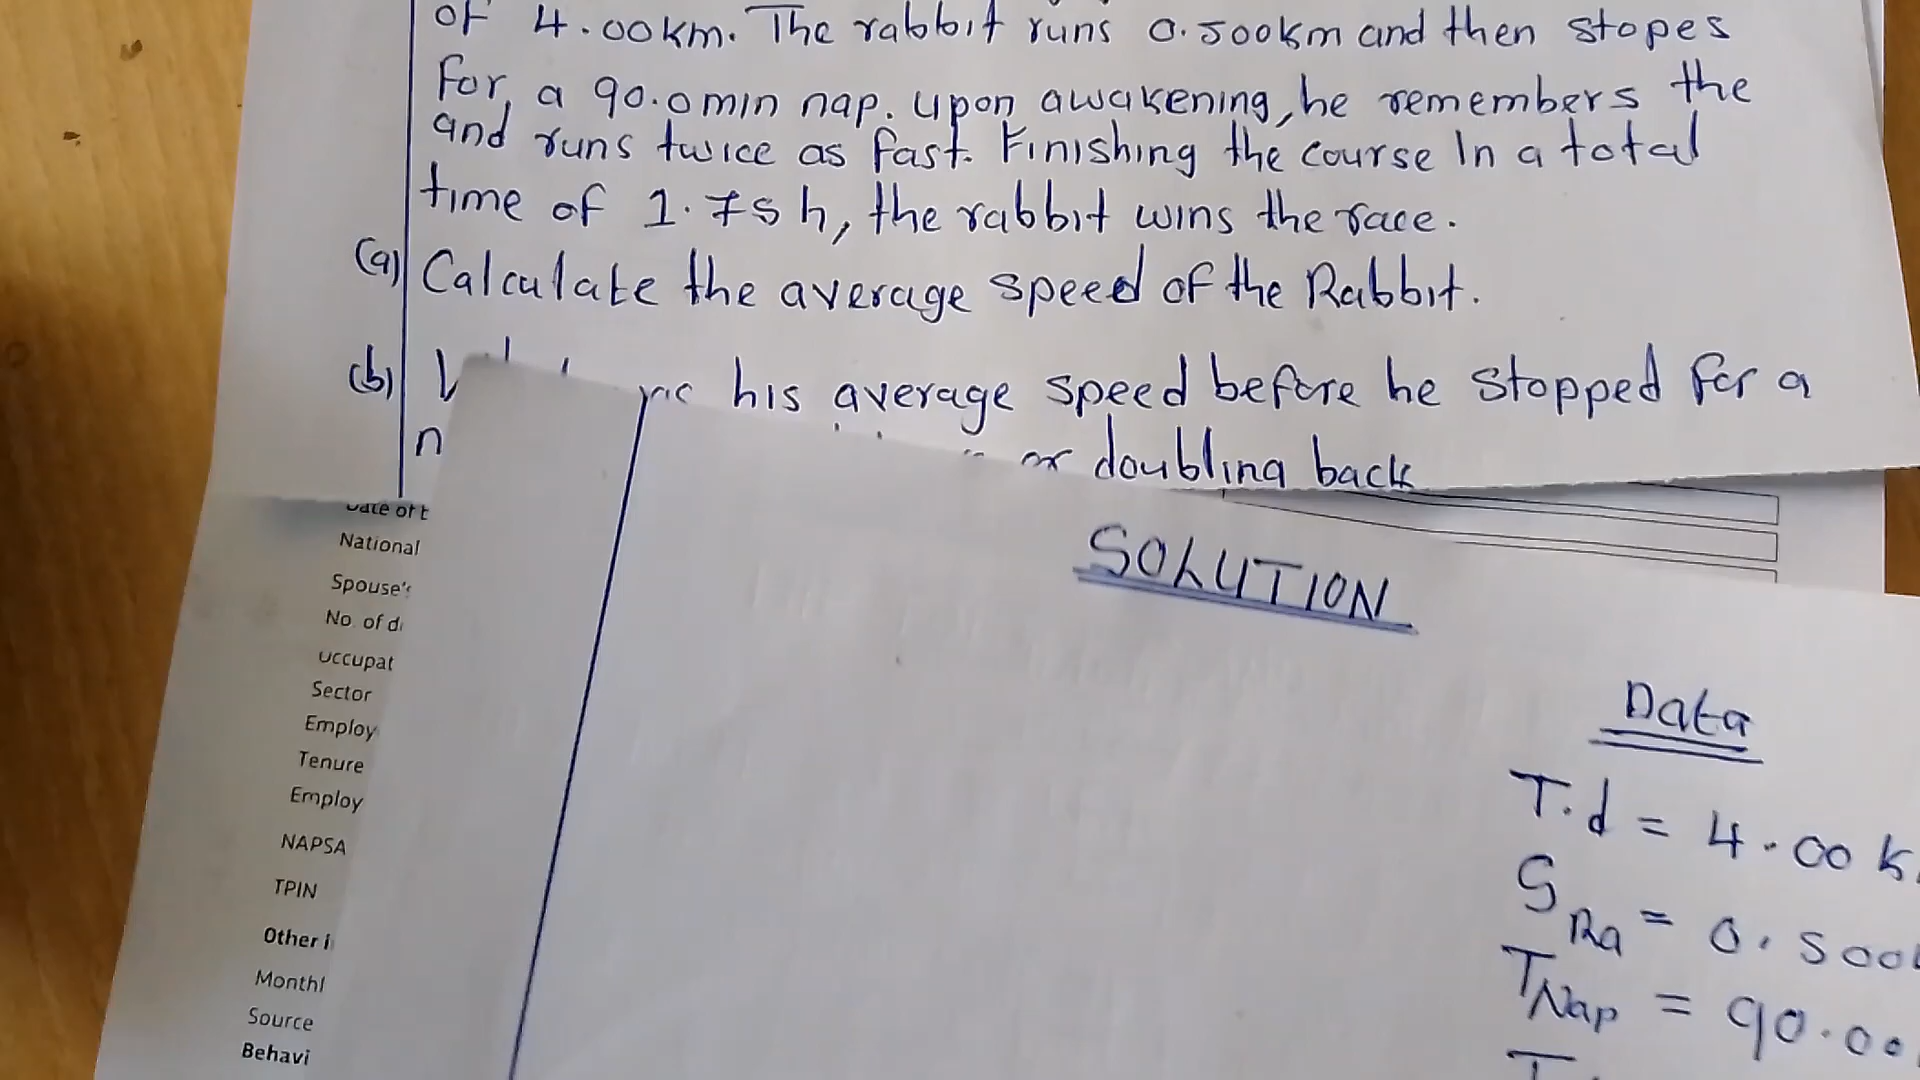 of 4.00km. The rabbit runs 0.500km and then stopes
for a 90.0min nap. upon awakening, he remembers the
and runs twice as fast. Finishing the course In a total
time of 1.75h, the rabbit wins the race.
(a) Calculate the average speed of the Rabbit.
(b) his average speed before he stopped for a
n or doubling back
National
Spouse's
No. of d
Occupat
Sector
Employ
Tenure
Employ
NAPSA
TPIN
Other i
Monthl
Source
Behavi
SOLUTION
Data
T.d = 4.00 k
S Ra = 0.500
T Nap = 90.00